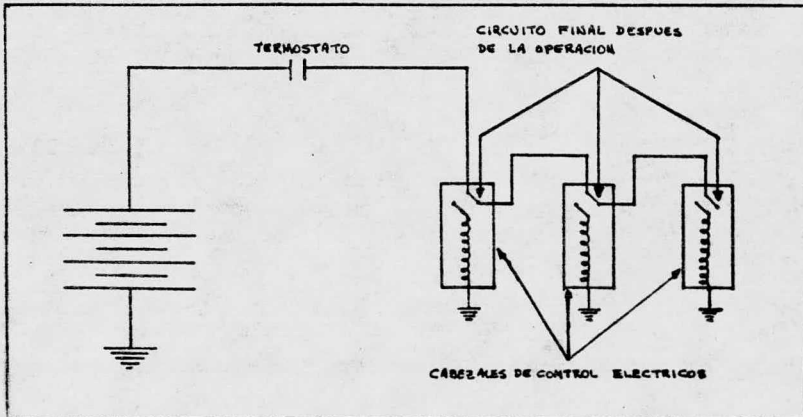 CIRCUITO FINAL DESPUES
DE LA OPERACION
TERMOSTATO
CABEZALES DE CONTROL ELECTRICOS